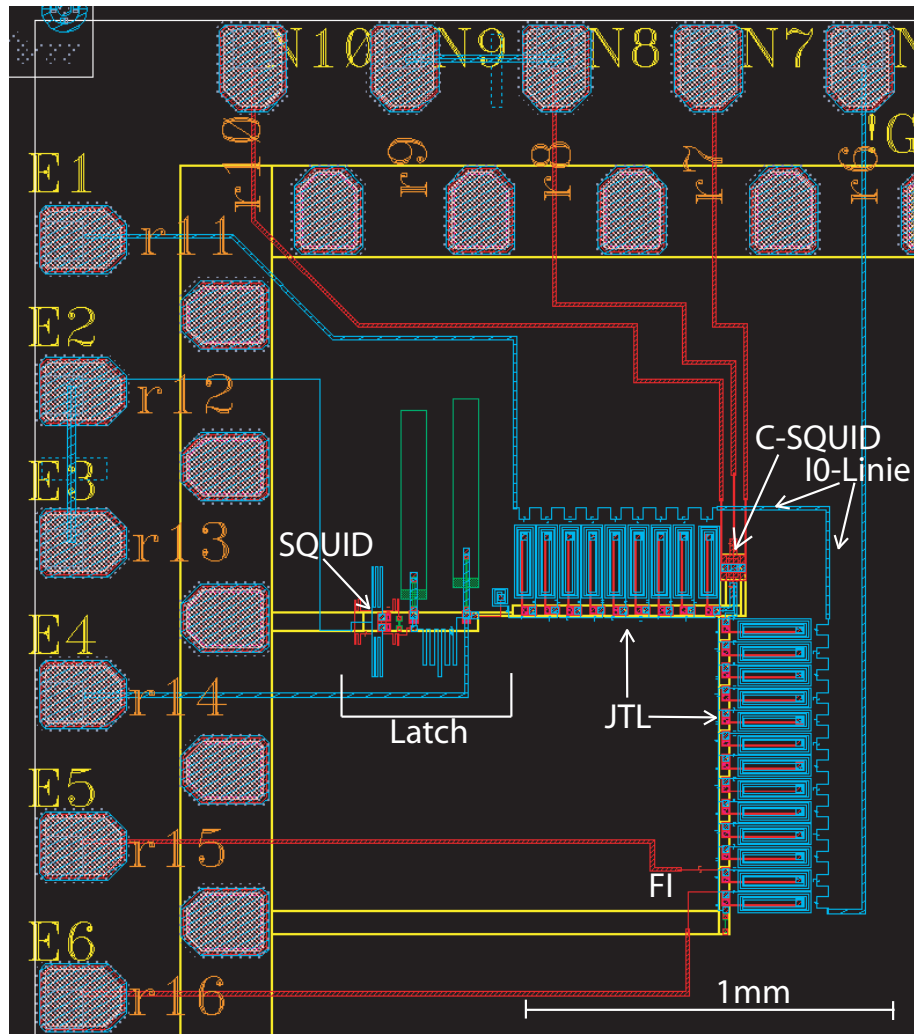 N10
N9
N8
N7
r10
r9
r8
r7
r6
'G
E1
r11
E2
r12
C-SQUID
I0-Linie
E3
r13
SQUID
E4
r14
JTL
Latch
E5
r15
FI
E6
r16
1mm